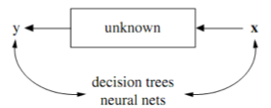 y unknown x
decision trees
neural nets